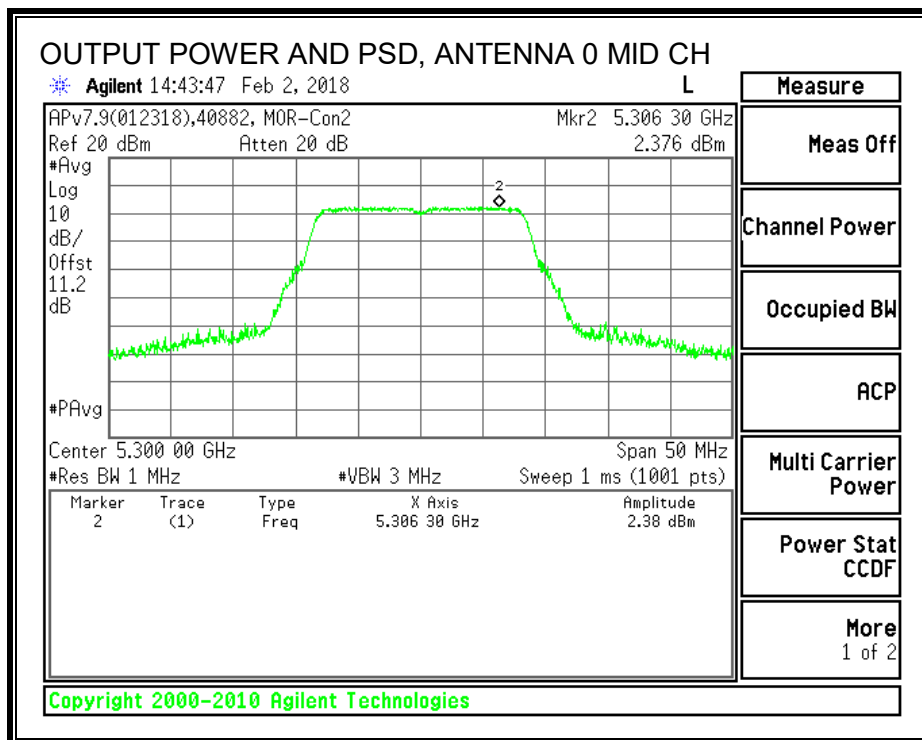 OUTPUT POWER AND PSD, ANTENNA 0 MID CH
Agilent 14:43:47 Feb 2, 2018 L
APv7.9(012318),40882, MOR-Con2 Mkr2 5.306 30 GHz
Ref 20 dBm Atten 20 dB 2.376 dBm
#Avg
Log
10
dB/
Offst
11.2
dB
#PAvg
2
Center 5.300 00 GHz Span 50 MHz
#Res BW 1 MHz #VBW 3 MHz Sweep 1 ms (1001 pts)
Marker Trace Type X Axis Amplitude
2 (1) Freq 5.306 30 GHz 2.38 dBm
Measure
Meas Off
Channel Power
Occupied BW
ACP
Multi Carrier
Power
Power Stat
CCDF
More
1 of 2
Copyright 2000-2010 Agilent Technologies